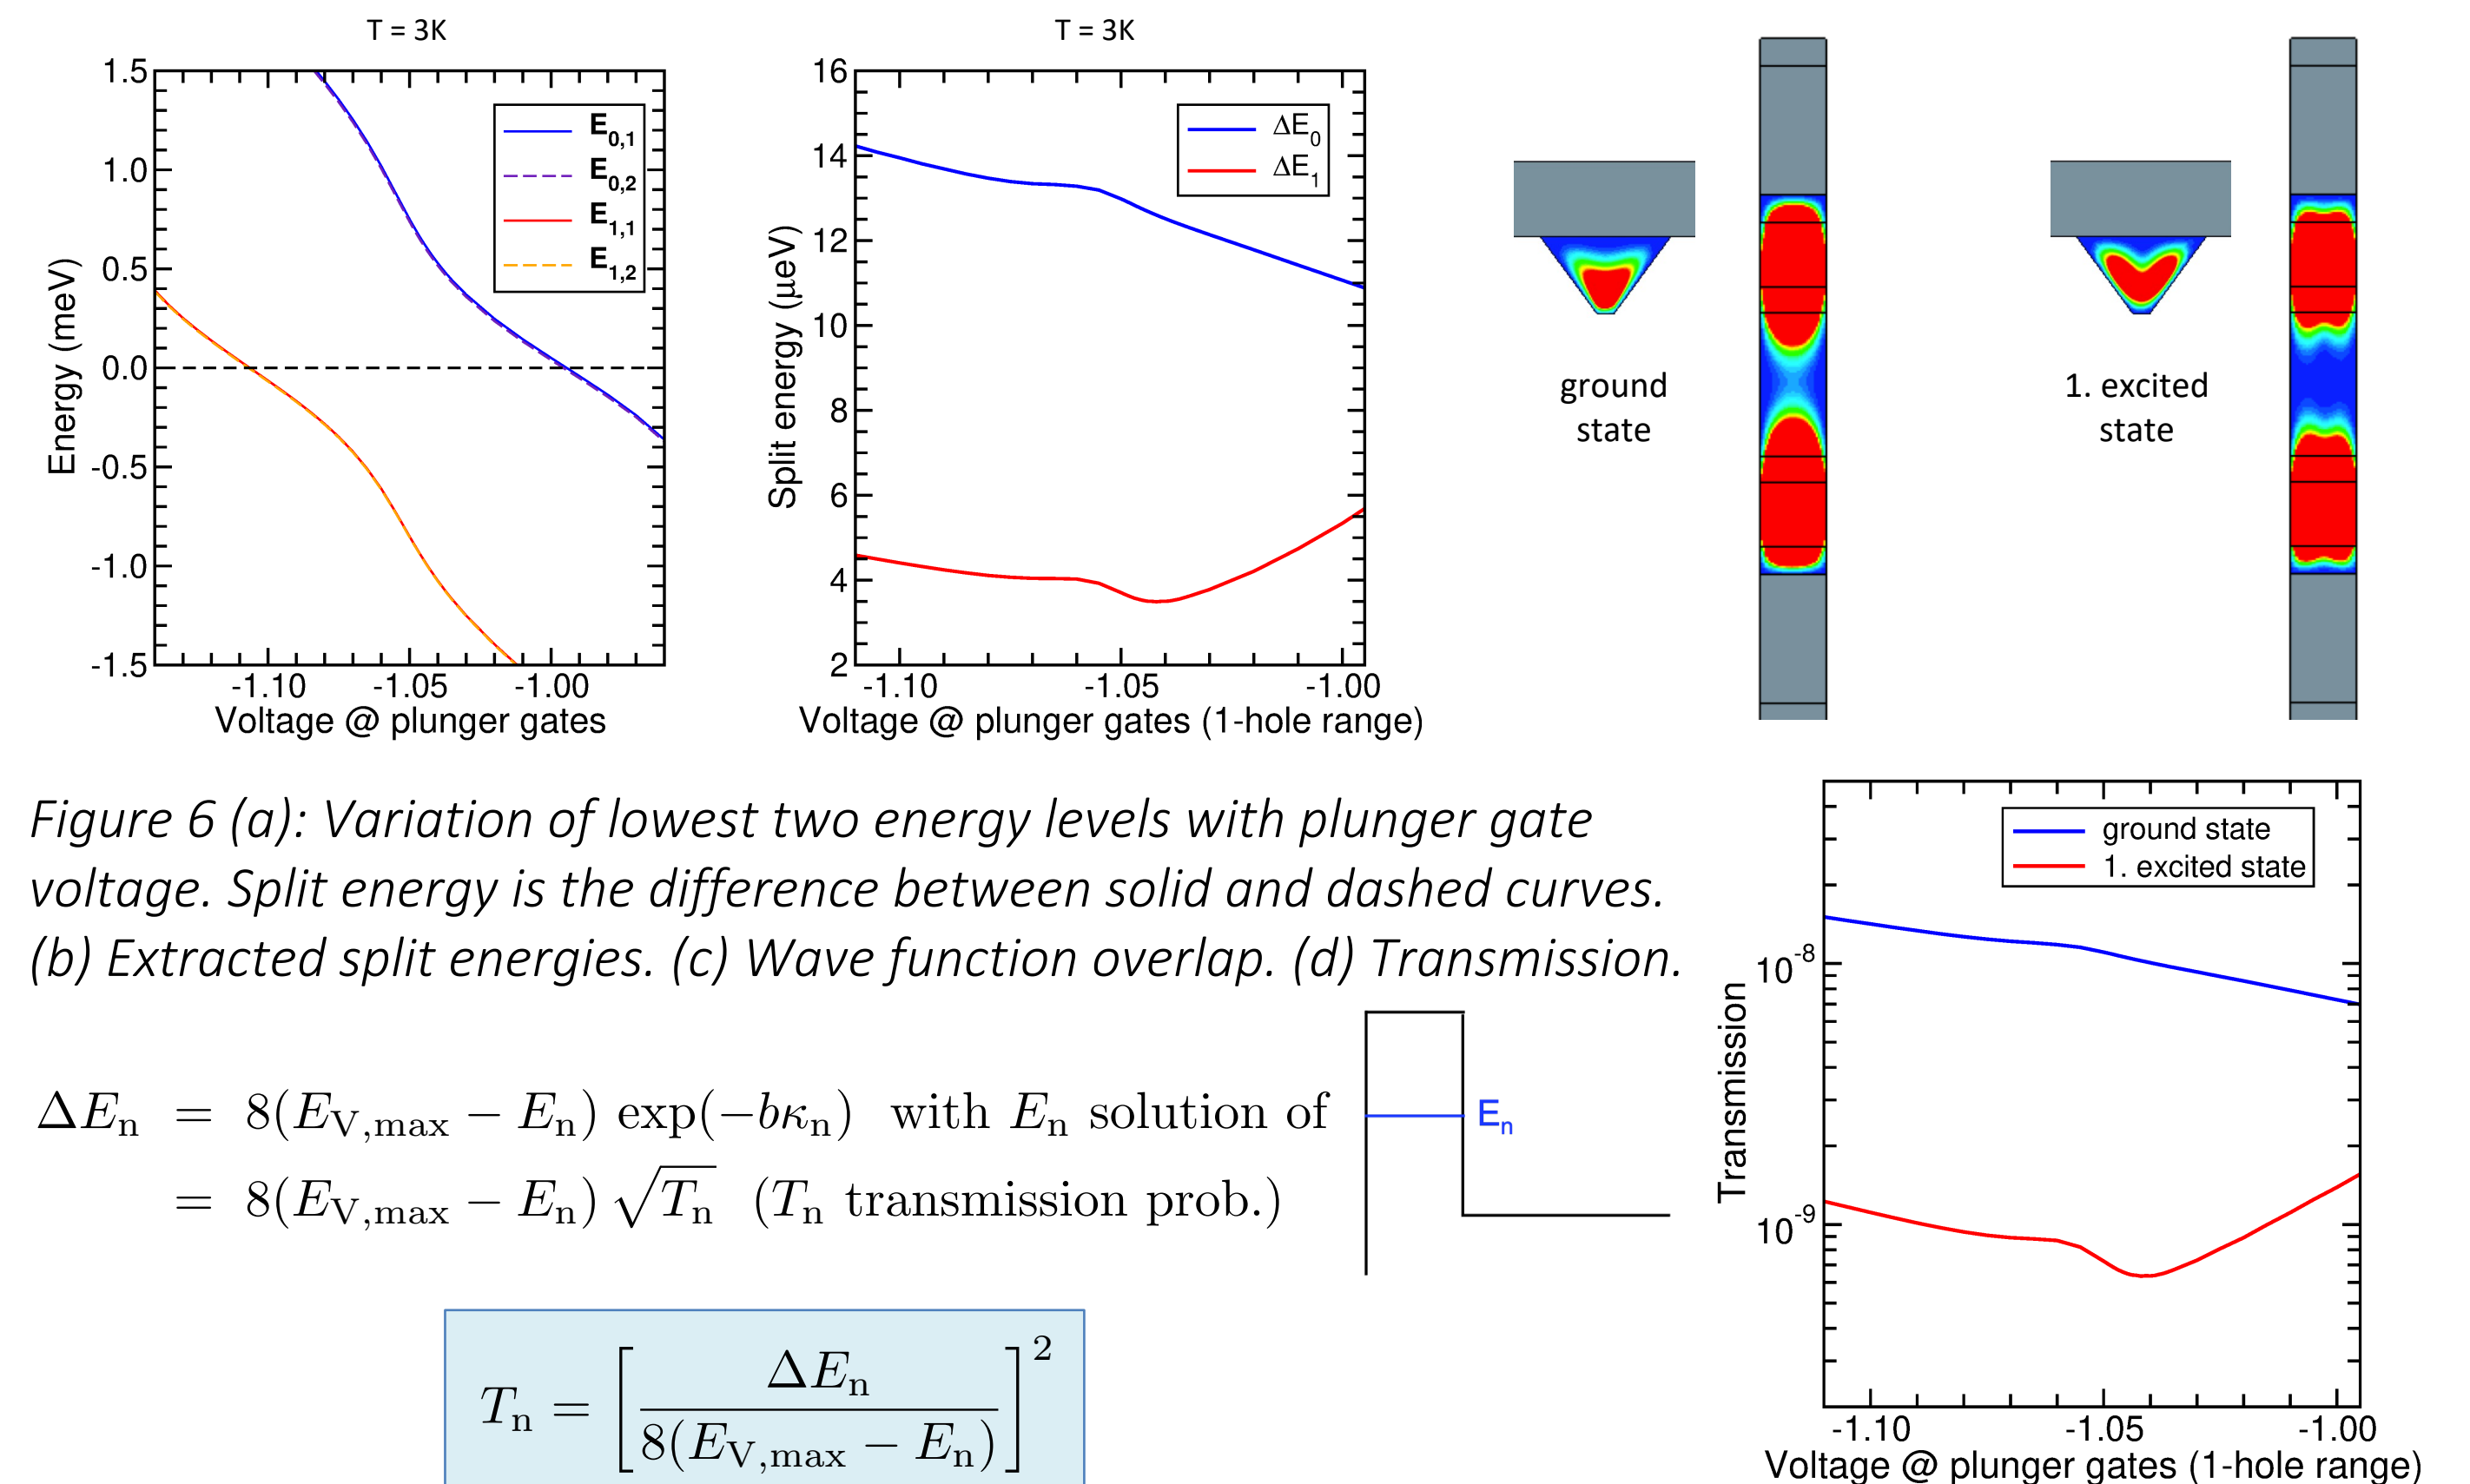 T = 3K
1.5
1.0
0.5
0.0
-0.5
-1.0
-1.5
Energy (meV)
E0,1
E0,2
E1,1
E1,2
-1.10
-1.05
-1.00
Voltage @ plunger gates
T = 3K
16
14
12
10
8
6
4
2
Split energy (μeV)
ΔE0
ΔE1
-1.10
-1.05
-1.00
Voltage @ plunger gates (1-hole range)
ground
state
1. excited
state
Figure 6 (a): Variation of lowest two energy levels with plunger gate
voltage. Split energy is the difference between solid and dashed curves.
(b) Extracted split energies. (c) Wave function overlap. (d) Transmission.
ΔEn = 8(EV,max − En) exp(−bκn) with En solution of
= 8(EV,max − En) √Tn (Tn transmission prob.)
En
Tn = [ΔEn / 8(EV,max − En)]²
ground state
1. excited state
10-8
10-9
Transmission
-1.10
-1.05
-1.00
Voltage @ plunger gates (1-hole range)